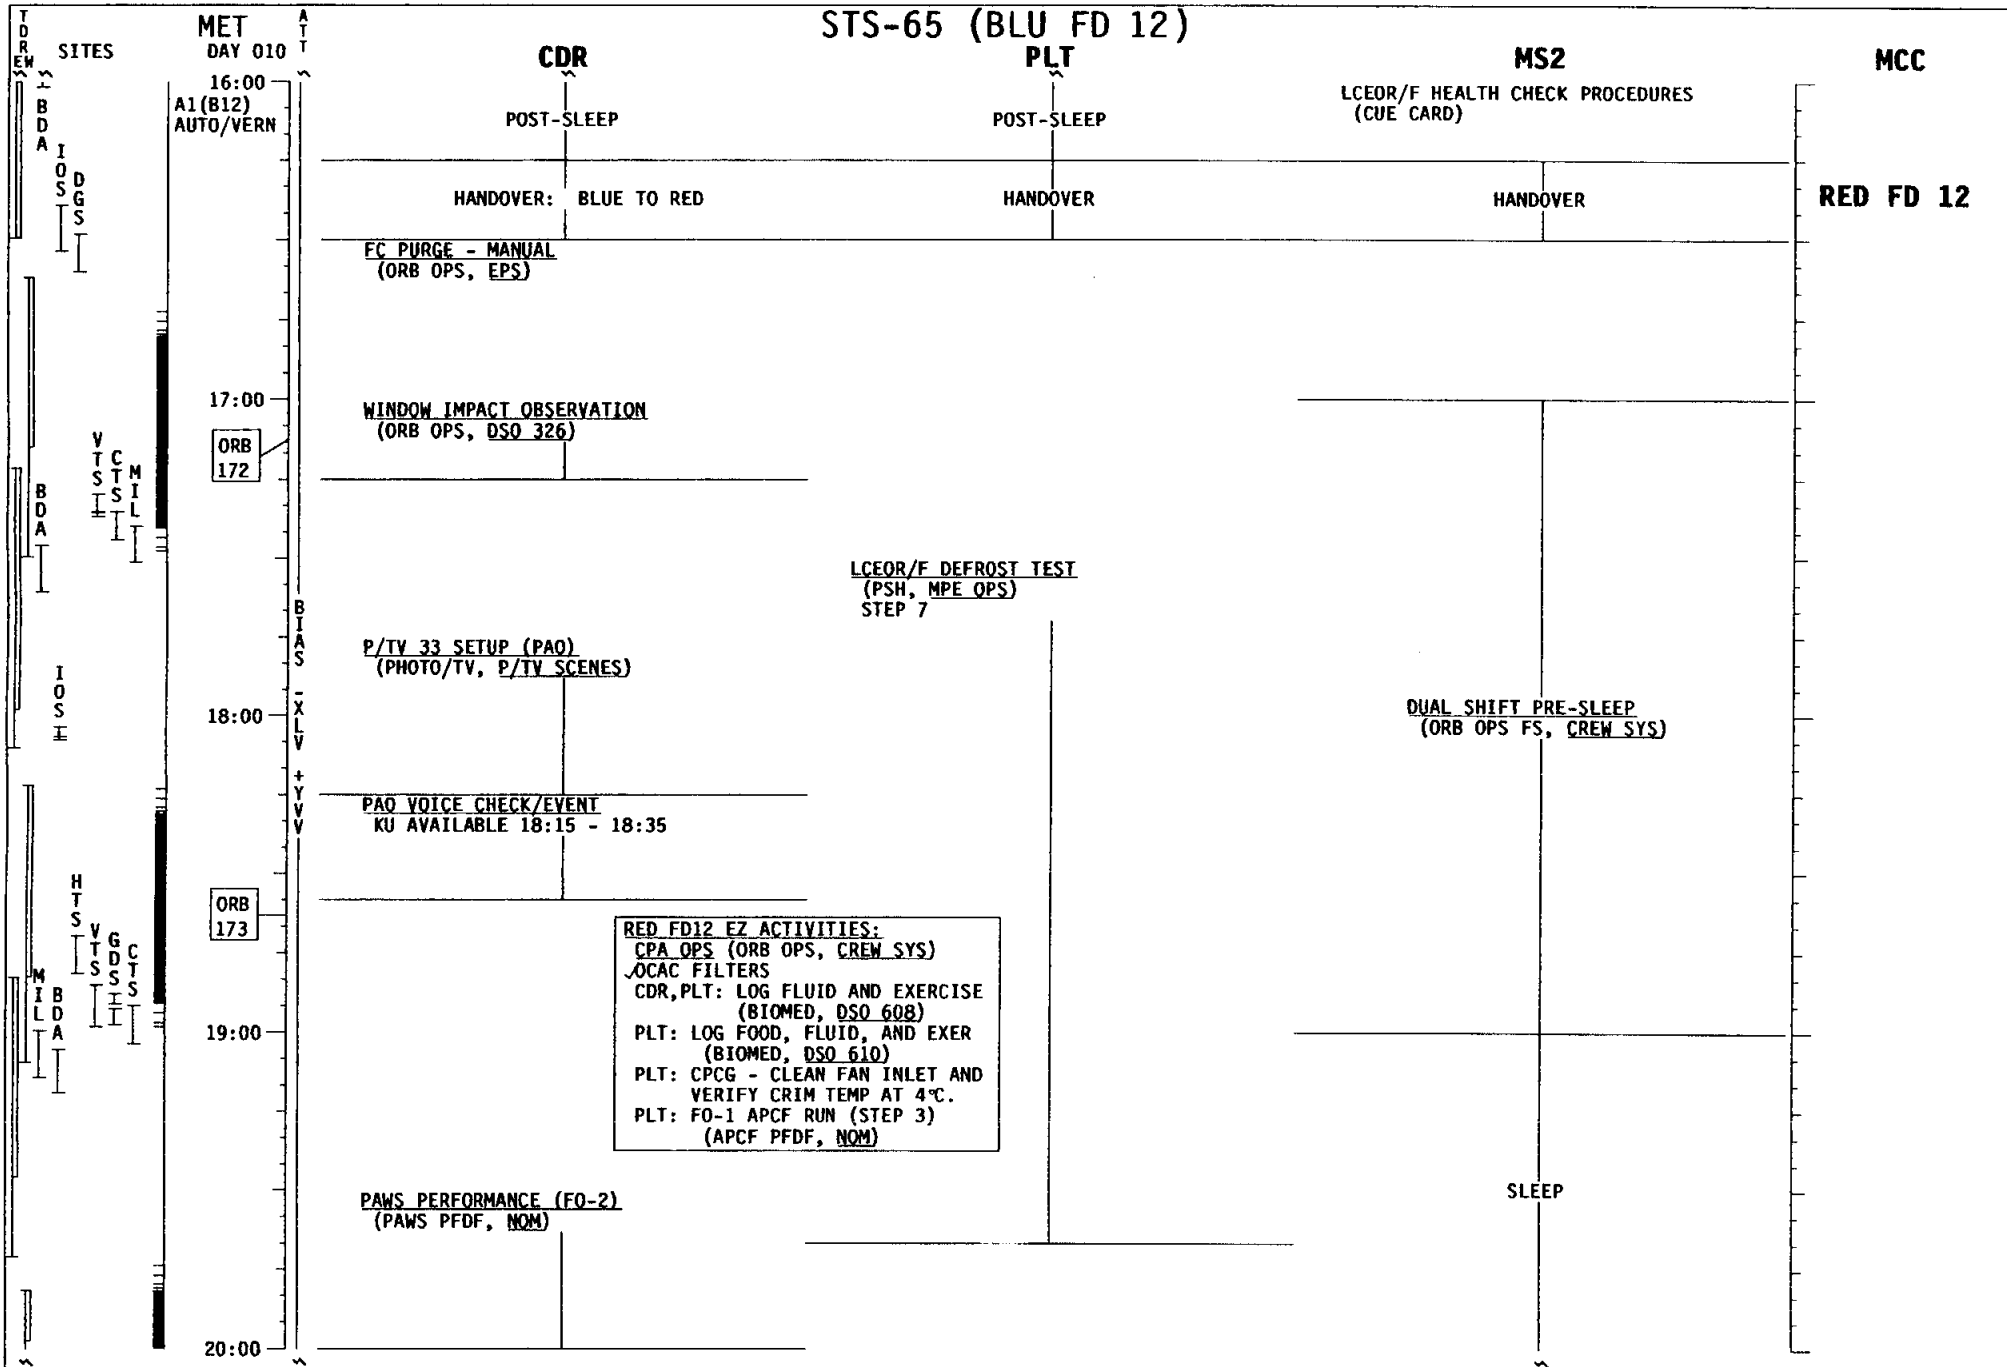 STS-65 (BLU FD 12)
TDRS
E W
SITES
MET
DAY 010
ATT
CDR
PLT
MS2
MCC
16:00
A1(B12)
AUTO/VERN
BDA
IOS
DGS
POST-SLEEP
POST-SLEEP
LCEOR/F HEALTH CHECK PROCEDURES
(CUE CARD)
HANDOVER: BLUE TO RED
HANDOVER
HANDOVER
RED FD 12
FC PURGE - MANUAL
(ORB OPS, EPS)
17:00
WINDOW IMPACT OBSERVATION
(ORB OPS, DSO 326)
ORB
172
VTS
CTS
MIL
BDA
LCEOR/F DEFROST TEST
(PSH, MPE OPS)
STEP 7
BIAS -XLV +YVV
P/TV 33 SETUP (PAO)
(PHOTO/TV, P/TV SCENES)
IOS
18:00
DUAL SHIFT PRE-SLEEP
(ORB OPS FS, CREW SYS)
PAO VOICE CHECK/EVENT
KU AVAILABLE 18:15 - 18:35
ORB
173
HTS
VTS
GDS
CTS
MIL
BDA
RED FD12 EZ ACTIVITIES:
CPA OPS (ORB OPS, CREW SYS)
✓OCAC FILTERS
CDR,PLT: LOG FLUID AND EXERCISE
(BIOMED, DSO 608)
PLT: LOG FOOD, FLUID, AND EXER
(BIOMED, DSO 610)
PLT: CPCG - CLEAN FAN INLET AND
VERIFY CRIM TEMP AT 4℃.
PLT: FO-1 APCF RUN (STEP 3)
(APCF PFDF, NOM)
19:00
PAWS PERFORMANCE (FO-2)
(PAWS PFDF, NOM)
SLEEP
20:00